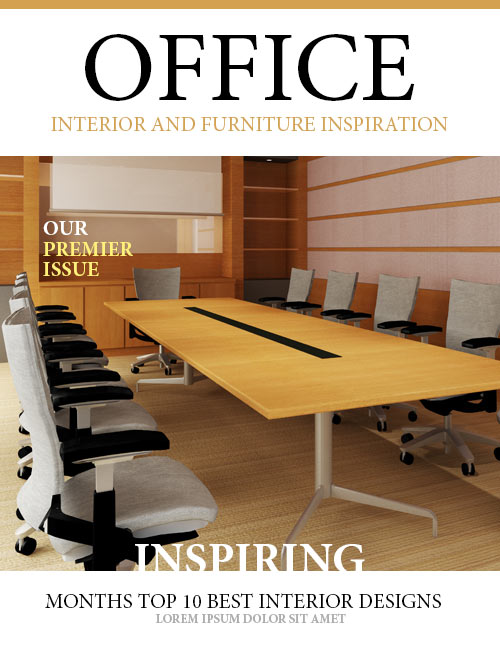 OFFICE
INTERIOR AND FURNITURE INSPIRATION
OUR
PREMIER
ISSUE
INSPIRING
MONTHS TOP 10 BEST INTERIOR DESIGNS
LOREM IPSUM DOLOR SIT AMET